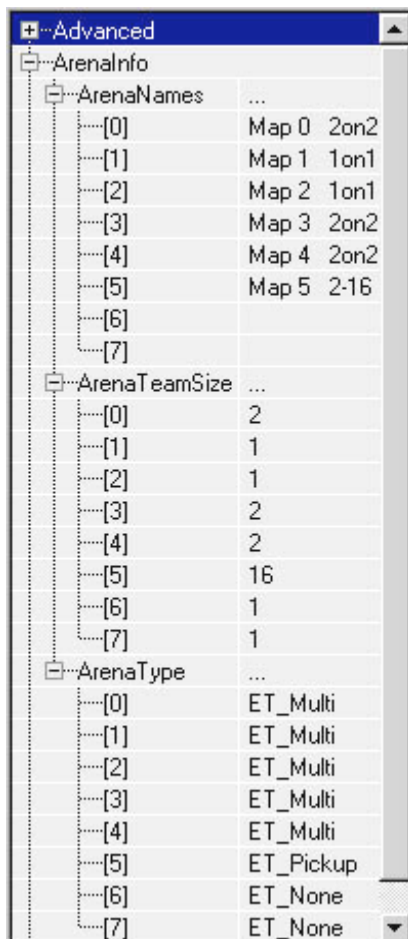 Advanced
ArenaInfo
ArenaNames ...
[0] Map 0 2on2
[1] Map 1 1on1
[2] Map 2 1on1
[3] Map 3 2on2
[4] Map 4 2on2
[5] Map 5 2-16
[6]
[7]
ArenaTeamSize ...
[0] 2
[1] 1
[2] 1
[3] 2
[4] 2
[5] 16
[6] 1
[7] 1
ArenaType ...
[0] ET_Multi
[1] ET_Multi
[2] ET_Multi
[3] ET_Multi
[4] ET_Multi
[5] ET_Pickup
[6] ET_None
[7] ET_None